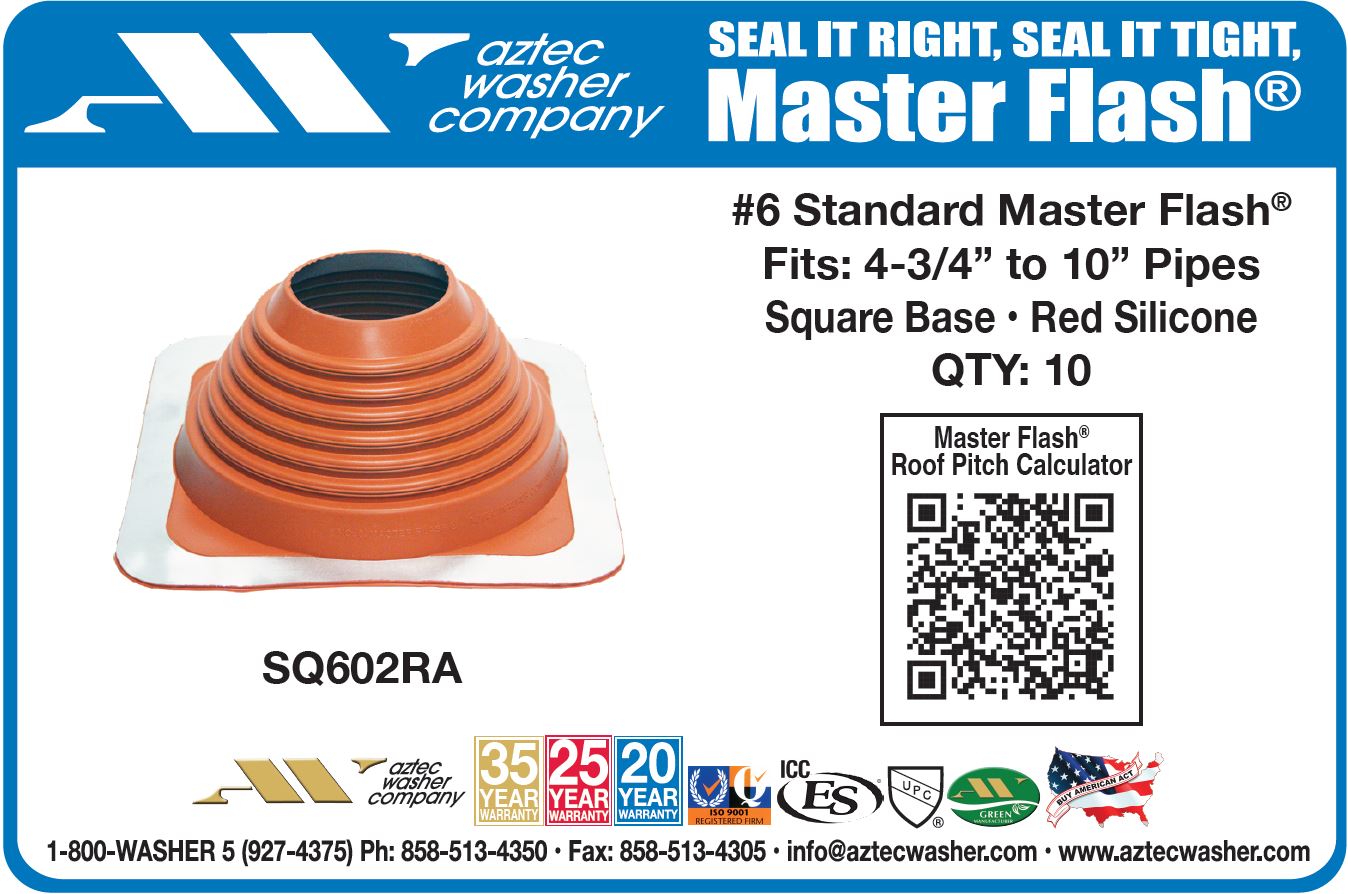 aztec
washer
company
SEAL IT RIGHT, SEAL IT TIGHT,
Master Flash®
#6 Standard Master Flash®
Fits: 4-3/4” to 10” Pipes
Square Base • Red Silicone
QTY: 10
Master Flash®
Roof Pitch Calculator
SQ602RA
aztec
washer
company
35
YEAR
WARRANTY
25
YEAR
WARRANTY
20
YEAR
WARRANTY
ISO 9001
REGISTERED FIRM
ICC
ES
UPC®
GREEN
MANUFACTURER
BUY AMERICAN ACT
1-800-WASHER 5 (927-4375) Ph: 858-513-4350 • Fax: 858-513-4305 • info@aztecwasher.com • www.aztecwasher.com